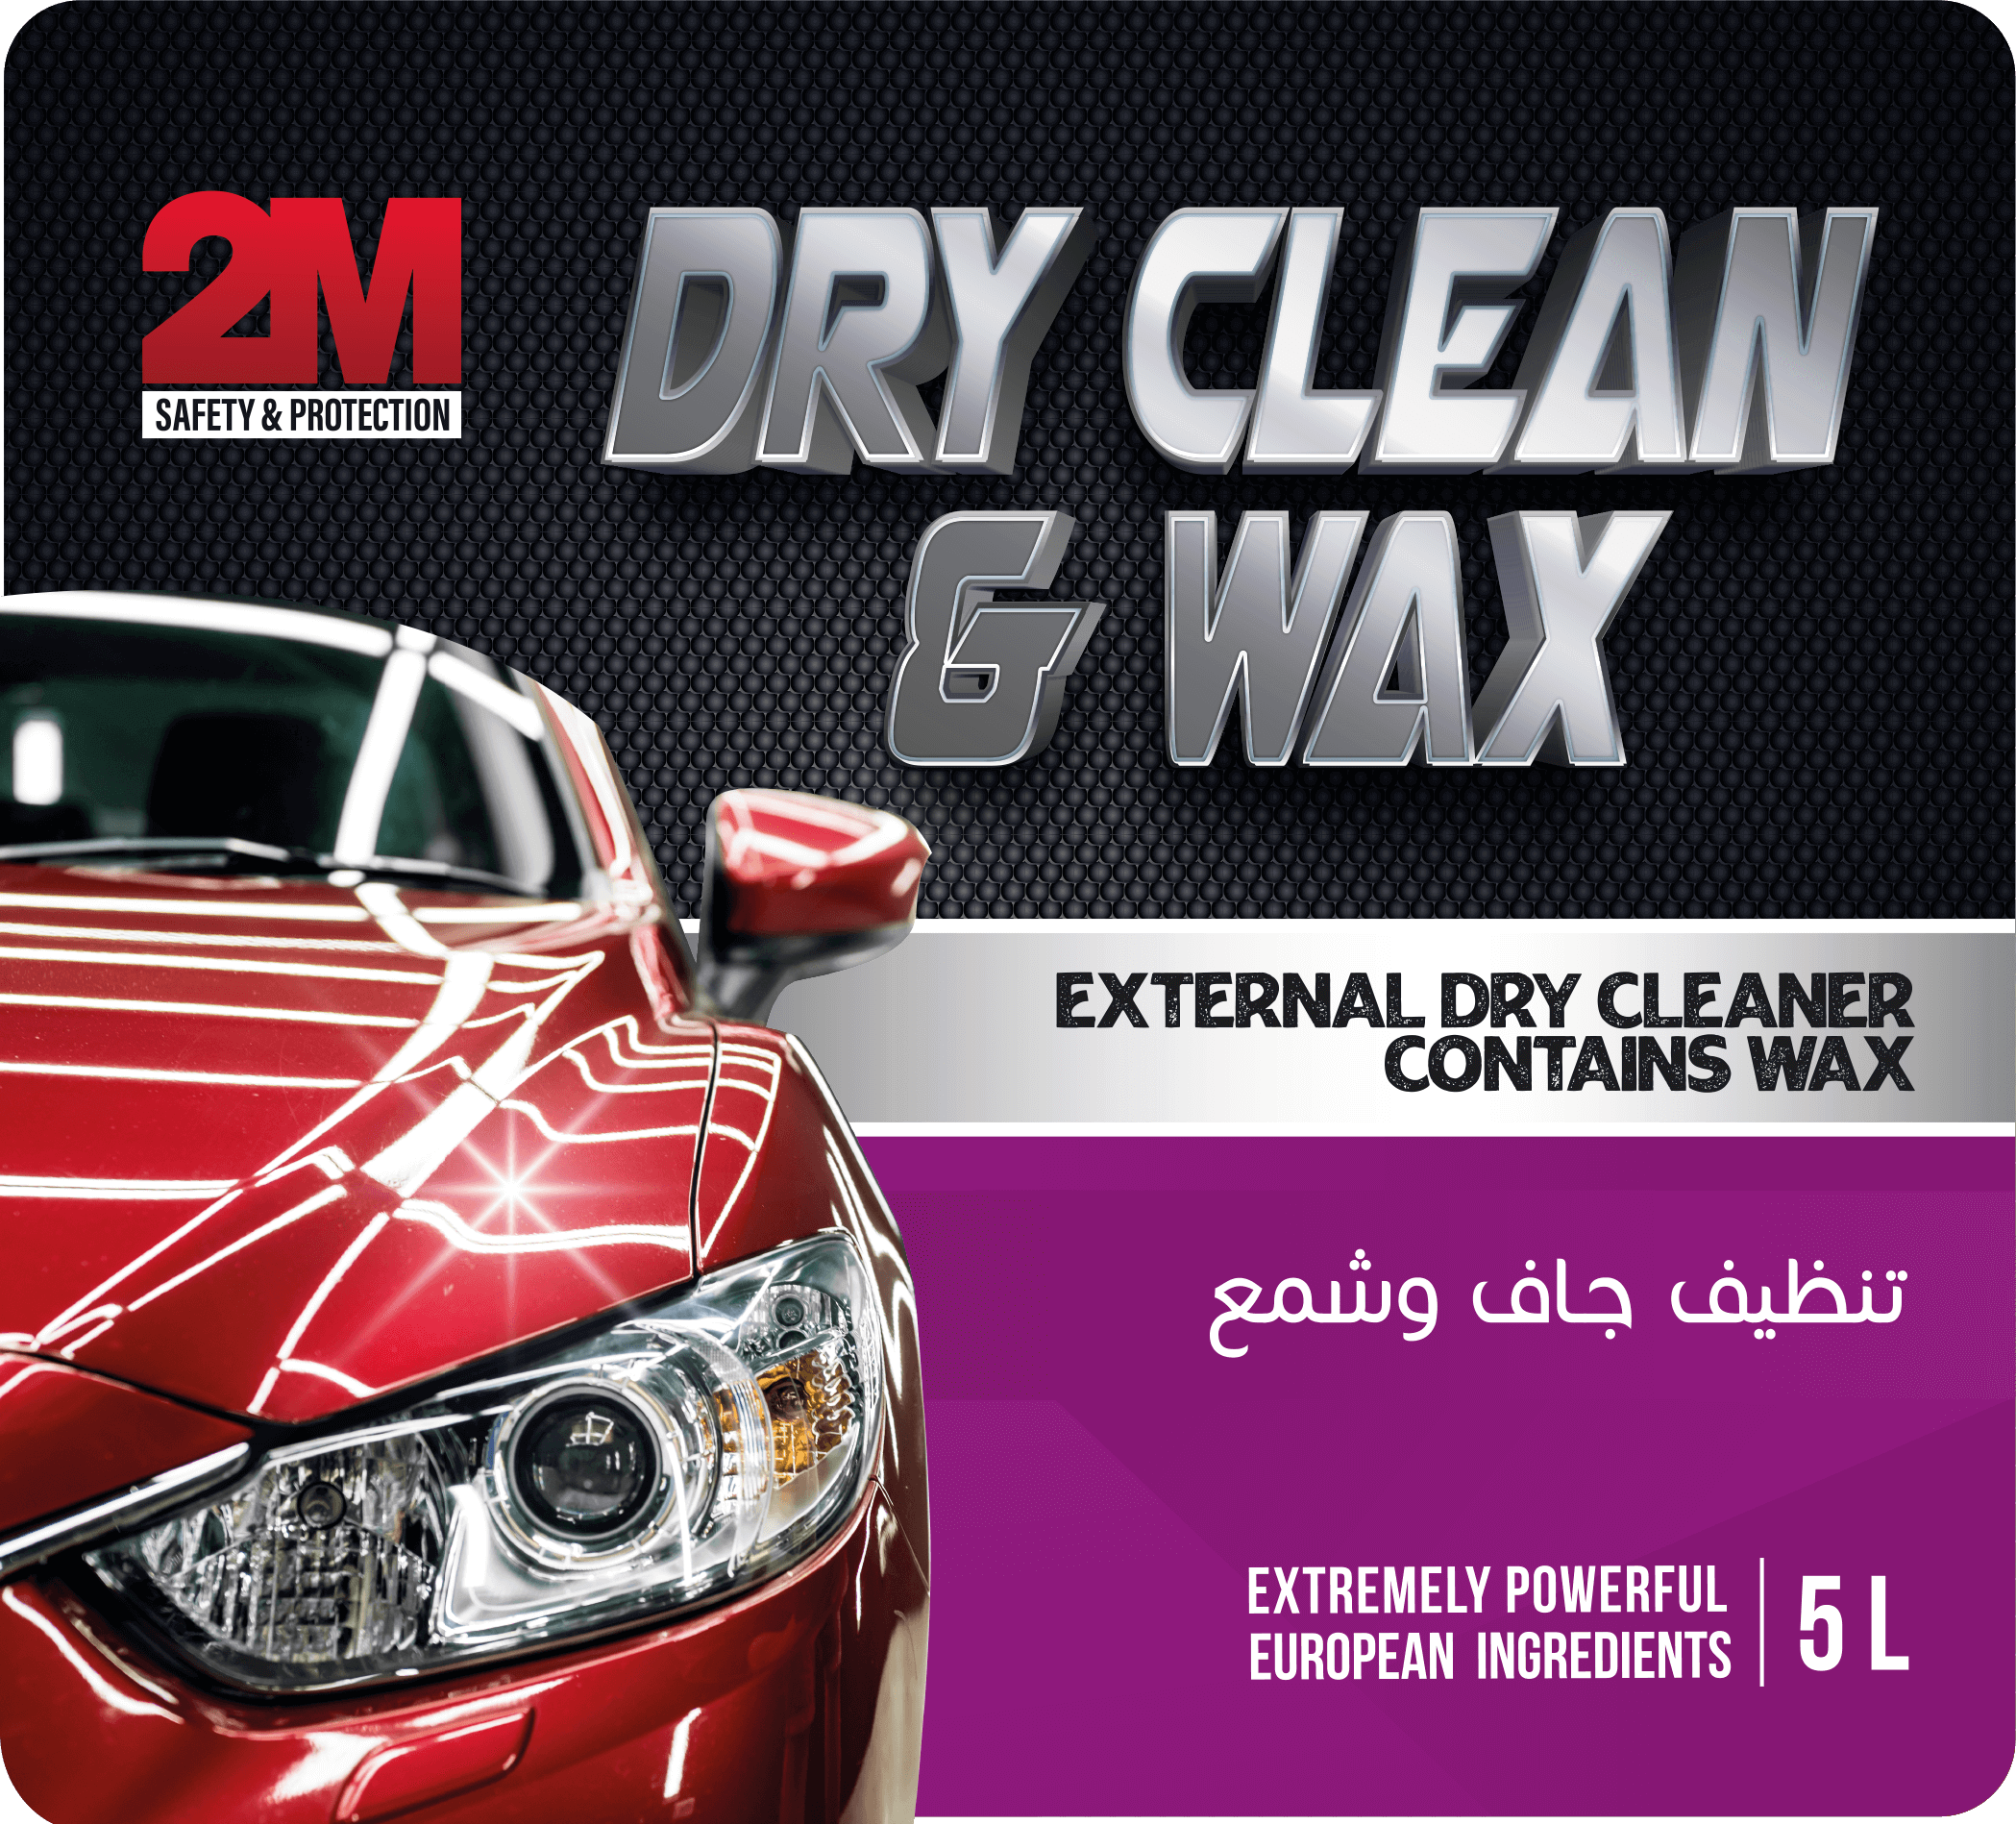 2M
SAFETY & PROTECTION
DRY CLEAN
& WAX
EXTERNAL DRY CLEANER
CONTAINS WAX
تنظيف جاف وشمع
EXTREMELY POWERFUL
EUROPEAN INGREDIENTS
5 L